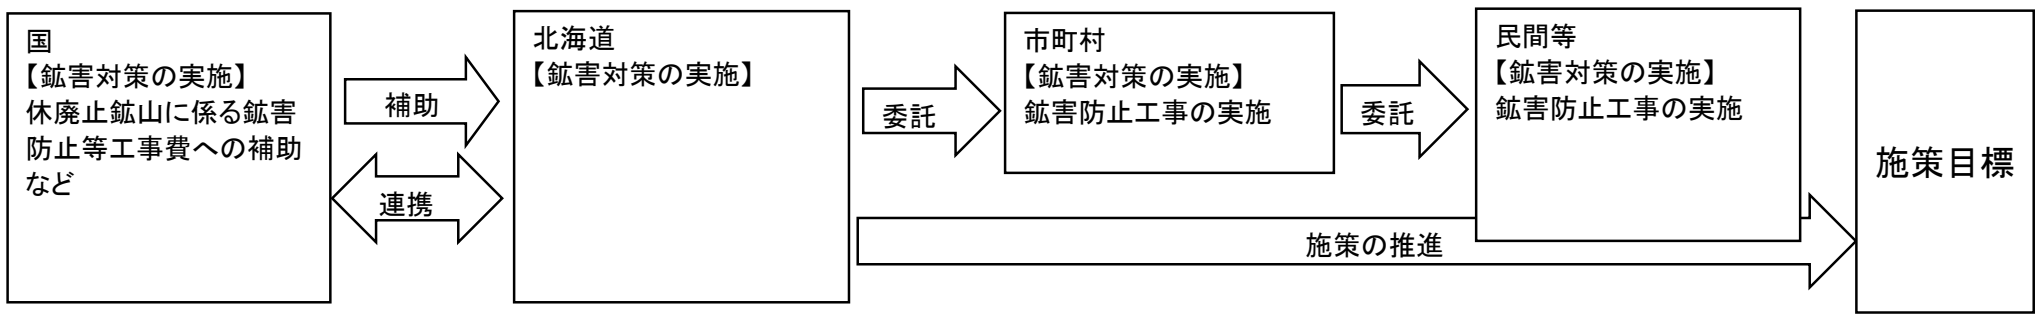 国
【鉱害対策の実施】
休廃止鉱山に係る鉱害
防止等工事費への補助
など
補助
連携
北海道
【鉱害対策の実施】
委託
市町村
【鉱害対策の実施】
鉱害防止工事の実施
委託
民間等
【鉱害対策の実施】
鉱害防止工事の実施
施策の推進
施策目標